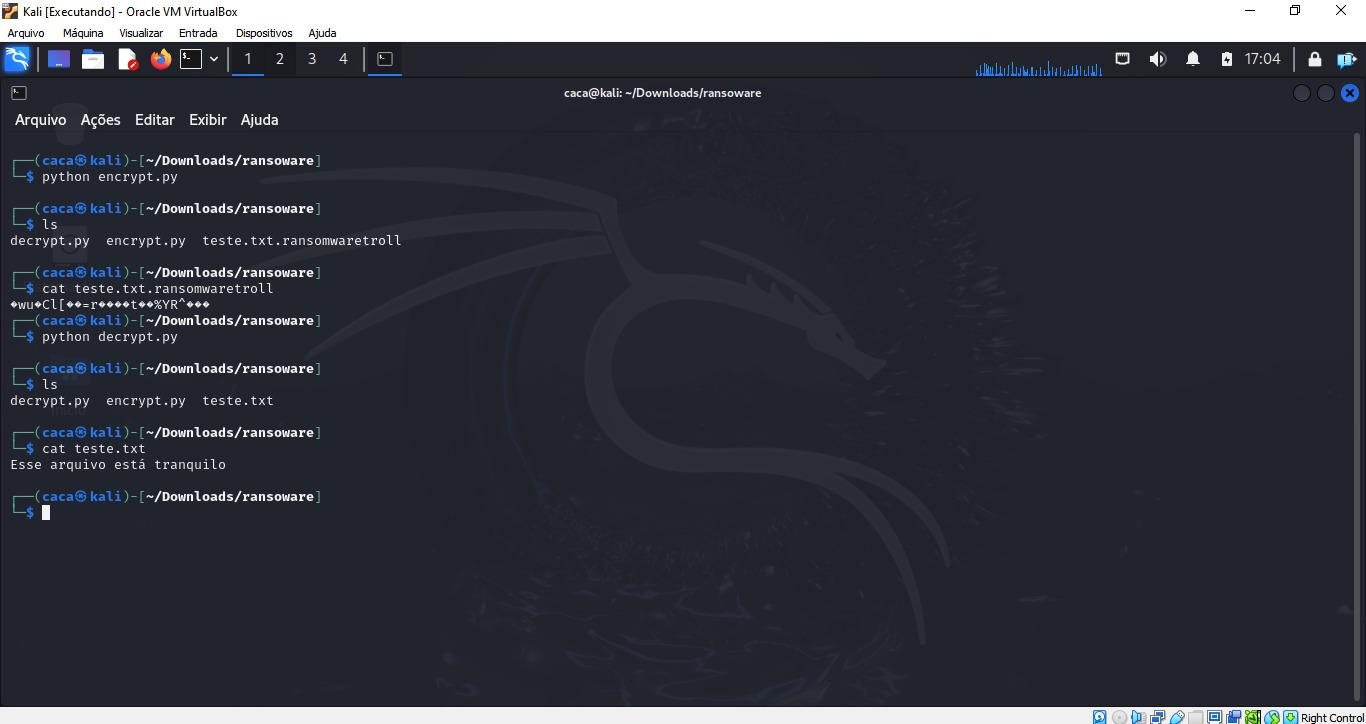 Kali [Executando] - Oracle VM VirtualBox
Arquivo Máquina Visualizar Entrada Dispositivos Ajuda
1 2 3 4 17:04
caca@kali: ~/Downloads/ransoware
Arquivo Ações Editar Exibir Ajuda
┌──(caca㉿kali)-[~/Downloads/ransoware]
└─$ python encrypt.py
┌──(caca㉿kali)-[~/Downloads/ransoware]
└─$ ls
decrypt.py encrypt.py teste.txt.ransomwaretroll
┌──(caca㉿kali)-[~/Downloads/ransoware]
└─$ cat teste.txt.ransomwaretroll
�wu�Cl[��=r����t��%YR^���
┌──(caca㉿kali)-[~/Downloads/ransoware]
└─$ python decrypt.py
┌──(caca㉿kali)-[~/Downloads/ransoware]
└─$ ls
decrypt.py encrypt.py teste.txt
┌──(caca㉿kali)-[~/Downloads/ransoware]
└─$ cat teste.txt
Esse arquivo está tranquilo
┌──(caca㉿kali)-[~/Downloads/ransoware]
└─$
Right Control